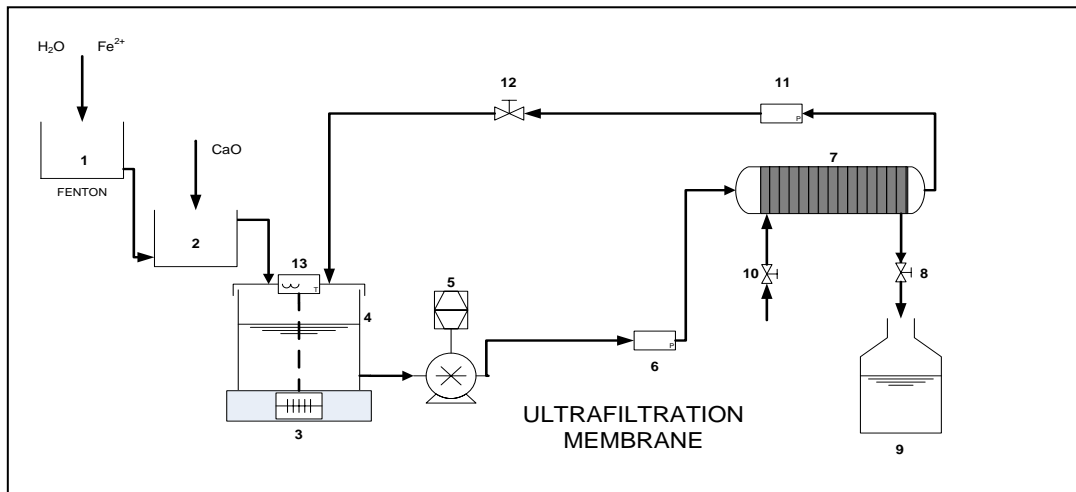 H₂O Fe²⁺
1
FENTON
CaO
2
13
T
4
3
5
P
6
12
11
P
7
10
8
9
ULTRAFILTRATION
MEMBRANE